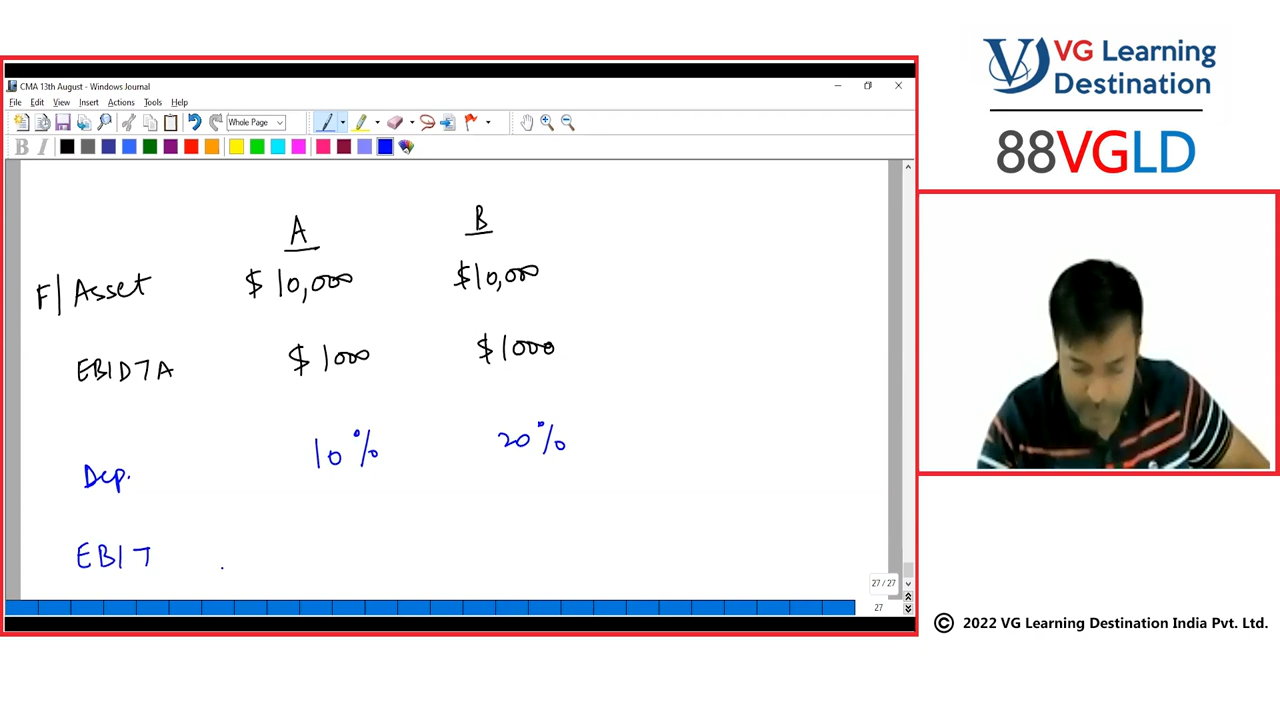 CMA 13th August - Windows Journal
File Edit View Insert Actions Tools Help
Whole Page
B I
A B
F/Asset $10,000 $10,000
EBIDTA $1000 $1000
10% 20%
Dep.
EBIT
27 / 27
27
VG Learning
Destination
88VGLD
© 2022 VG Learning Destination India Pvt. Ltd.